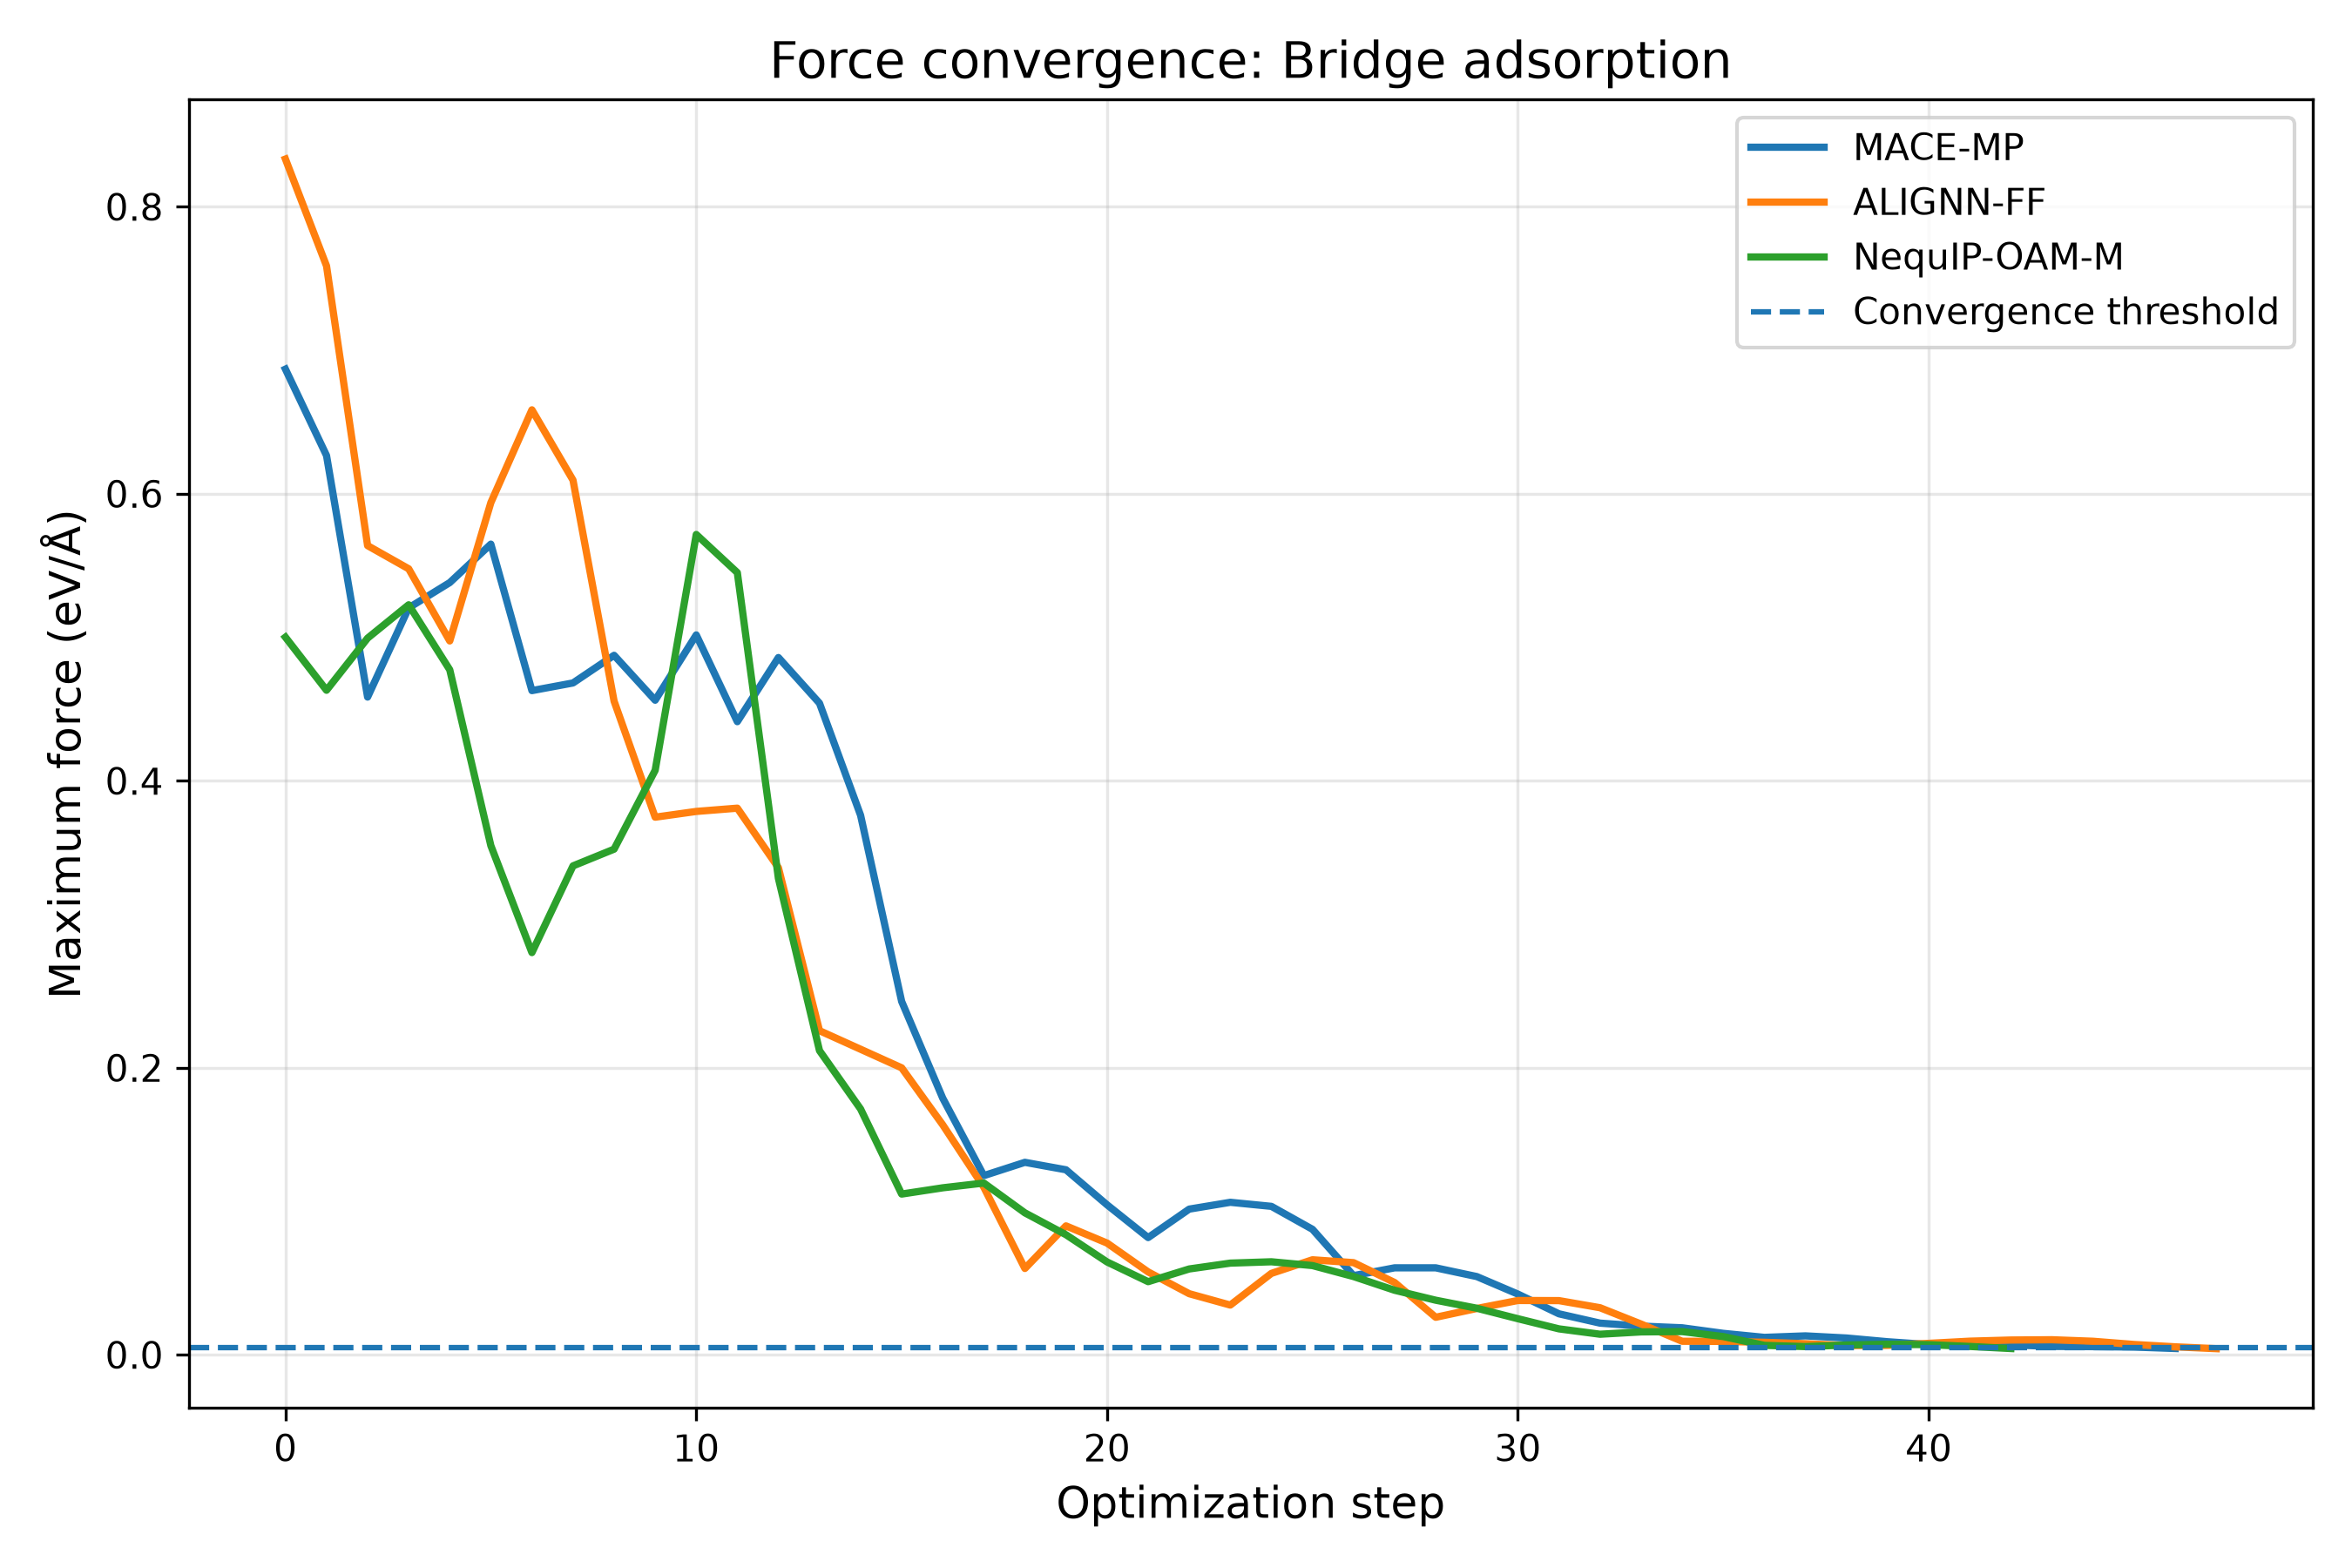 Force convergence: Bridge adsorption
MACE-MP
ALIGNN-FF
NequIP-OAM-M
Convergence threshold
Maximum force (eV/Å)
0.8
0.6
0.4
0.2
0.0
0 10 20 30 40
Optimization step